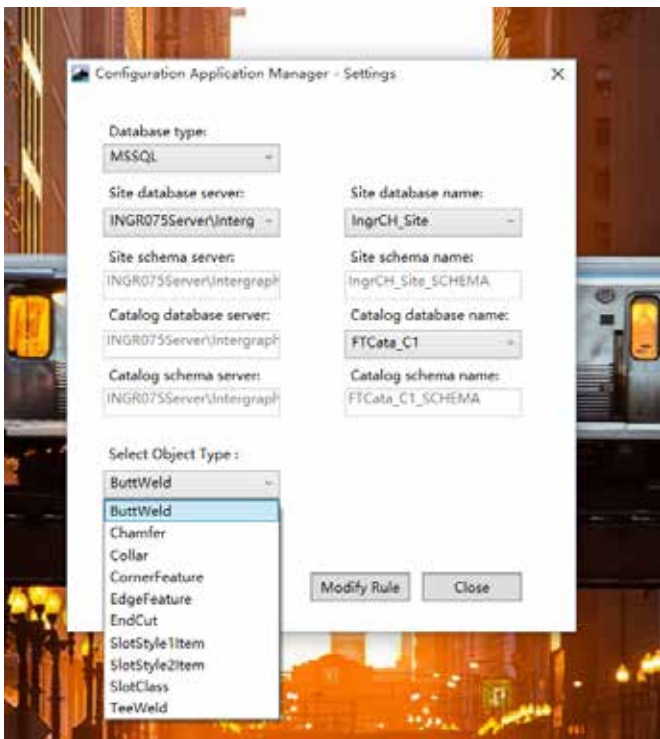 Configuration Application Manager - Settings
Database type:
MSSQL
Site database server:
Site database name:
INGR075Server\Interg
IngrCH_Site
Site schema server:
Site schema name:
INGR075Server\Intergraph
IngrCH_Site_SCHEMA
Catalog database server:
Catalog database name:
INGR075Server\Intergraph
FTCata_C1
Catalog schema server:
Catalog schema name:
INGR075Server\Intergraph
FTCata_C1_SCHEMA
Select Object Type :
ButtWeld
ButtWeld
Chamfer
Collar
CornerFeature
EdgeFeature
EndCut
SlotStyle1Item
SlotStyle2Item
SlotClass
TeeWeld
Modify Rule
Close